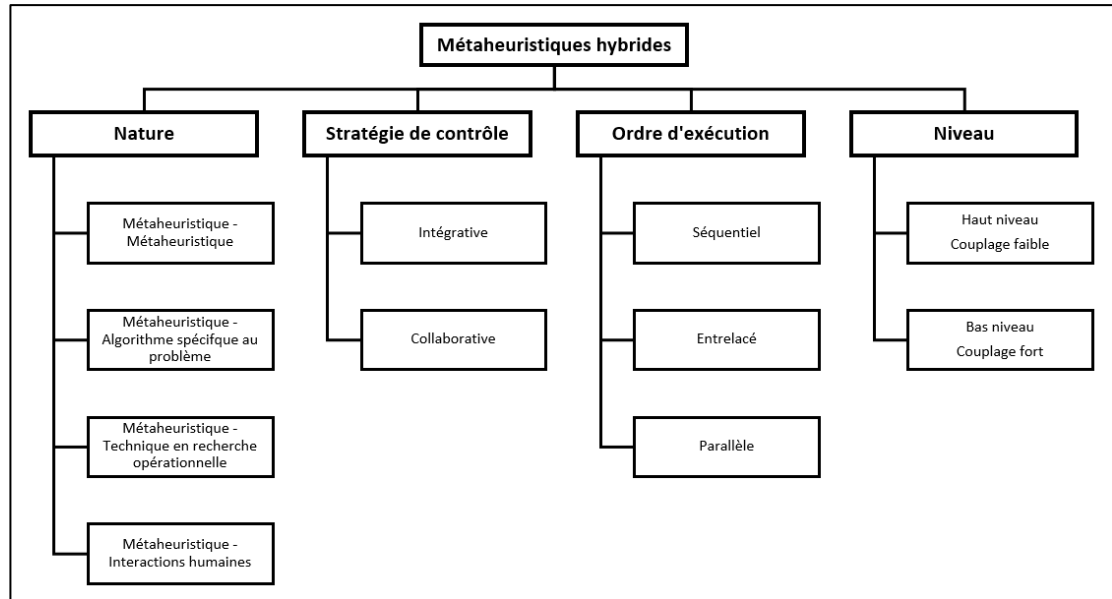 Métaheuristiques hybrides
Nature
Stratégie de contrôle
Ordre d'exécution
Niveau
Métaheuristique -
Métaheuristique
Métaheuristique -
Algorithme spécifque au
problème
Métaheuristique -
Technique en recherche
opérationnelle
Métaheuristique -
Interactions humaines
Intégrative
Collaborative
Séquentiel
Entrelacé
Parallèle
Haut niveau
Couplage faible
Bas niveau
Couplage fort